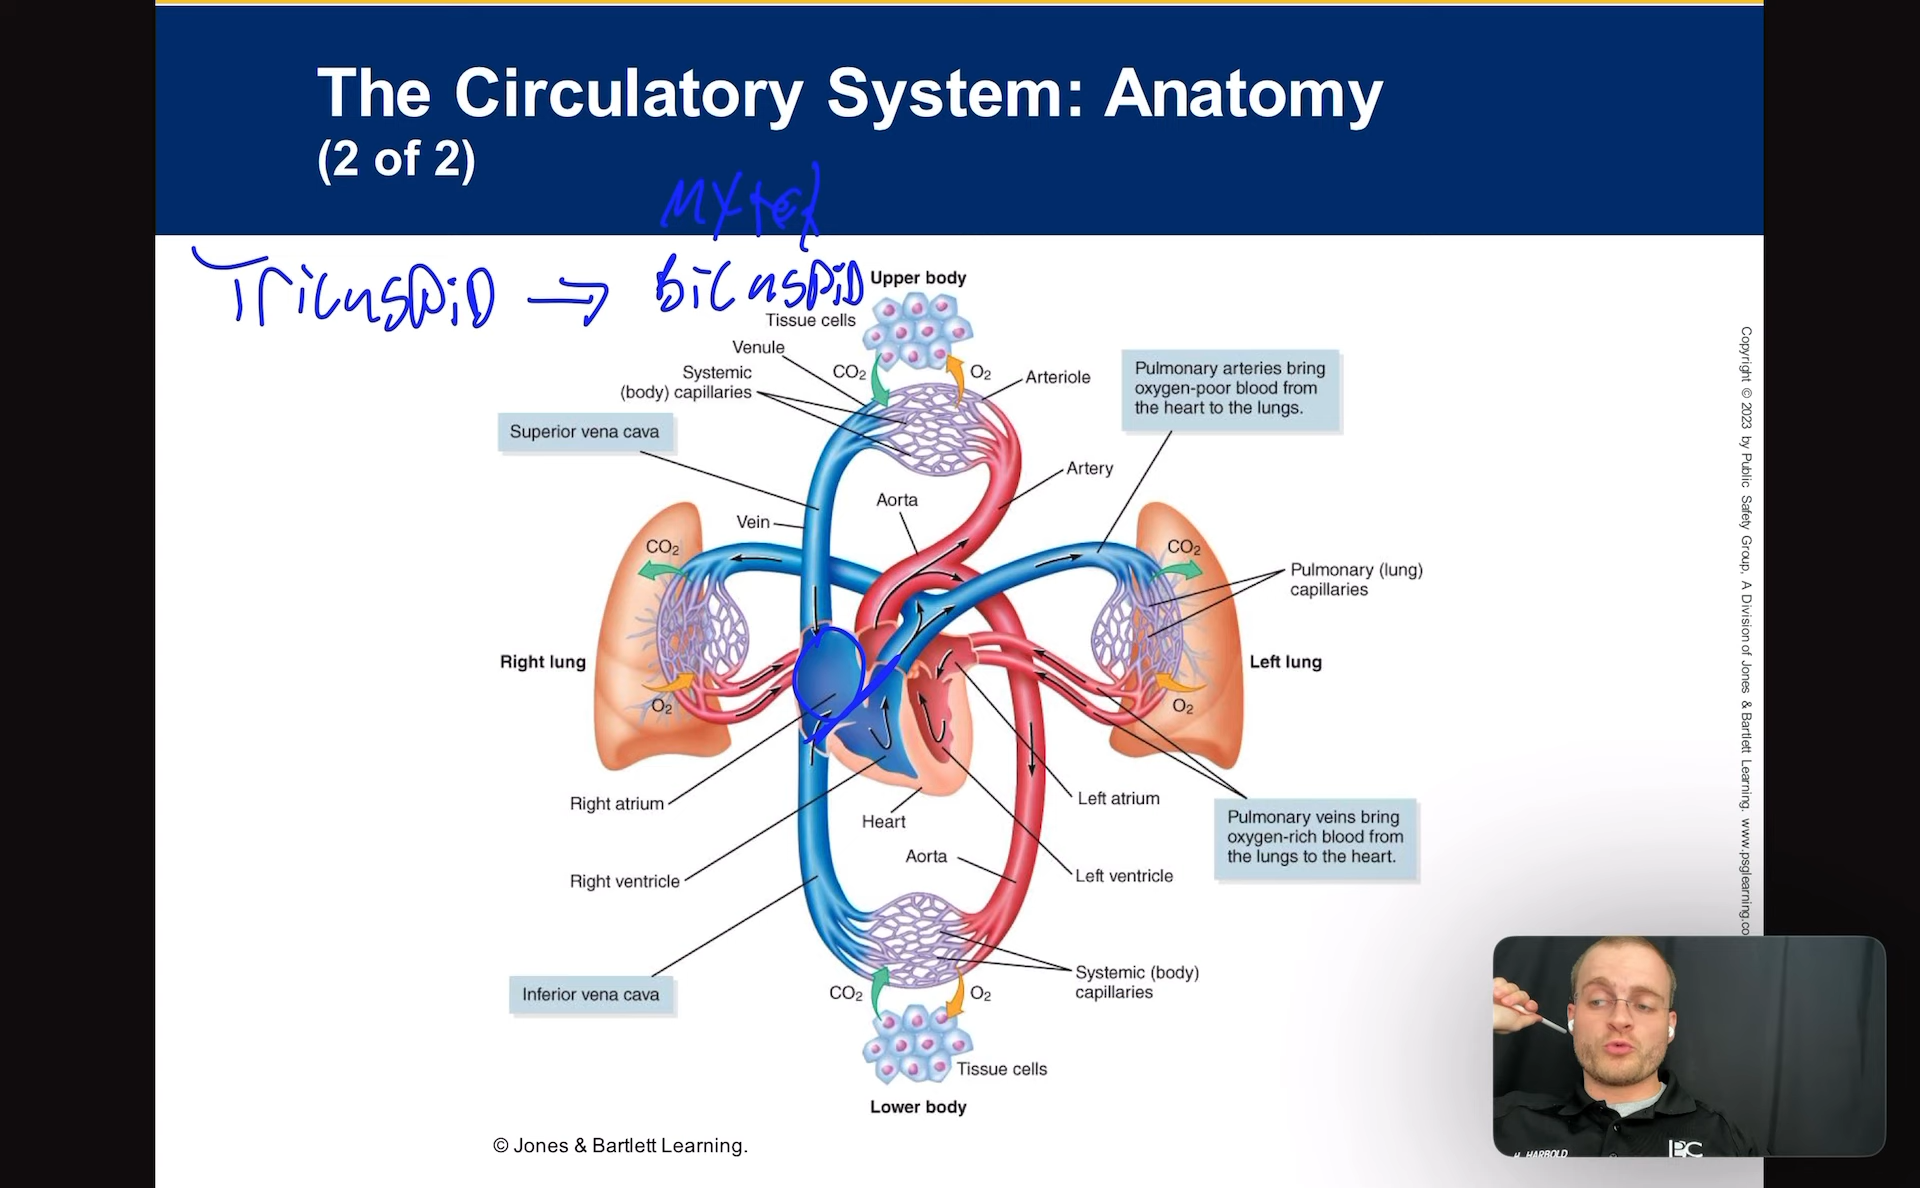 The Circulatory System: Anatomy
(2 of 2)
TricusPiD → BicusPiD
Upper body
Tissue cells
Venule
CO₂
O₂
Systemic
(body) capillaries
Arteriole
Pulmonary arteries bring
oxygen-poor blood from
the heart to the lungs.
Superior vena cava
Artery
Aorta
Vein
CO₂
CO₂
Pulmonary (lung)
capillaries
Right lung
Left lung
O₂
O₂
Right atrium
Left atrium
Heart
Pulmonary veins bring
oxygen-rich blood from
the lungs to the heart.
Aorta
Right ventricle
Left ventricle
Inferior vena cava
Systemic (body)
capillaries
CO₂
O₂
Tissue cells
Lower body
© Jones & Bartlett Learning.
Copyright © 2023 by Public Safety Group, A Division of Jones & Bartlett Learning. www.psglearning.co
H. HARBOLD